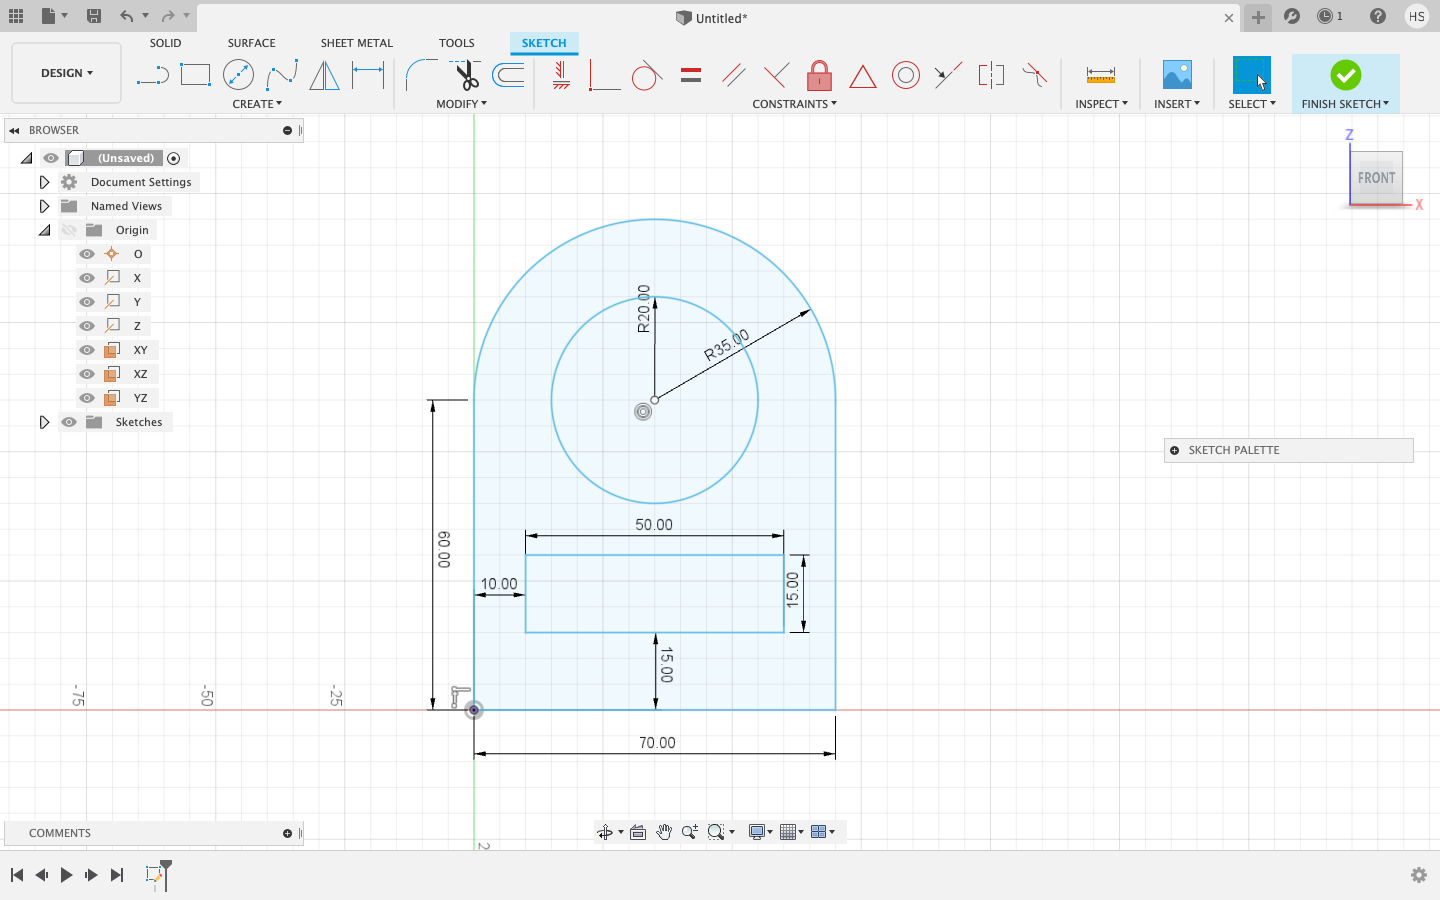 Untitled*
1
HS
DESIGN
SOLID
SURFACE
SHEET METAL
TOOLS
SKETCH
CREATE
MODIFY
CONSTRAINTS
INSPECT
INSERT
SELECT
FINISH SKETCH
BROWSER
(Unsaved)
Document Settings
Named Views
Origin
O
X
Y
Z
XY
XZ
YZ
Sketches
Z
FRONT
X
SKETCH PALETTE
R20.00
R35.00
60.00
50.00
10.00
15.00
15.00
70.00
-75
-50
-25
2
COMMENTS